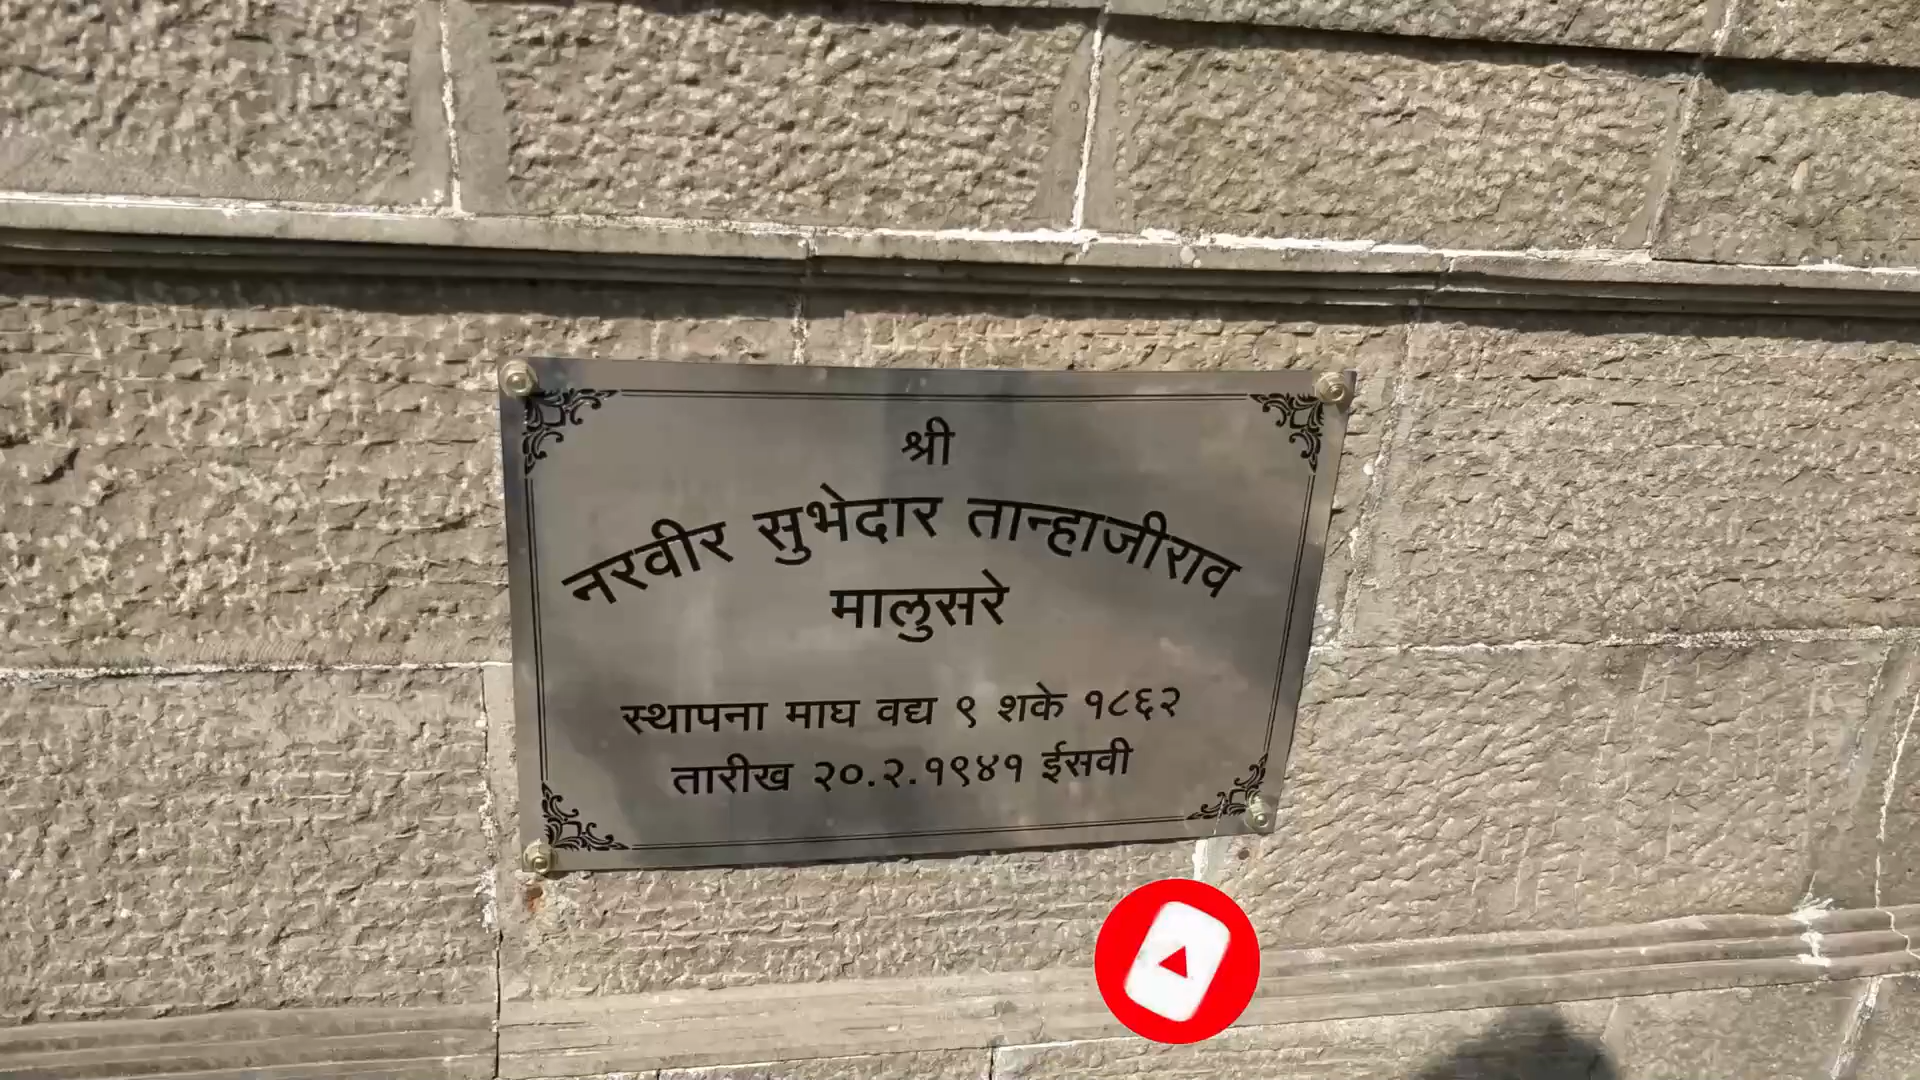 श्री
नरवीर सुभेदार तान्हाजीराव
मालुसरे
स्थापना माघ वद्य ९ शके १८६२
तारीख २०.२.१९४१ ईसवी